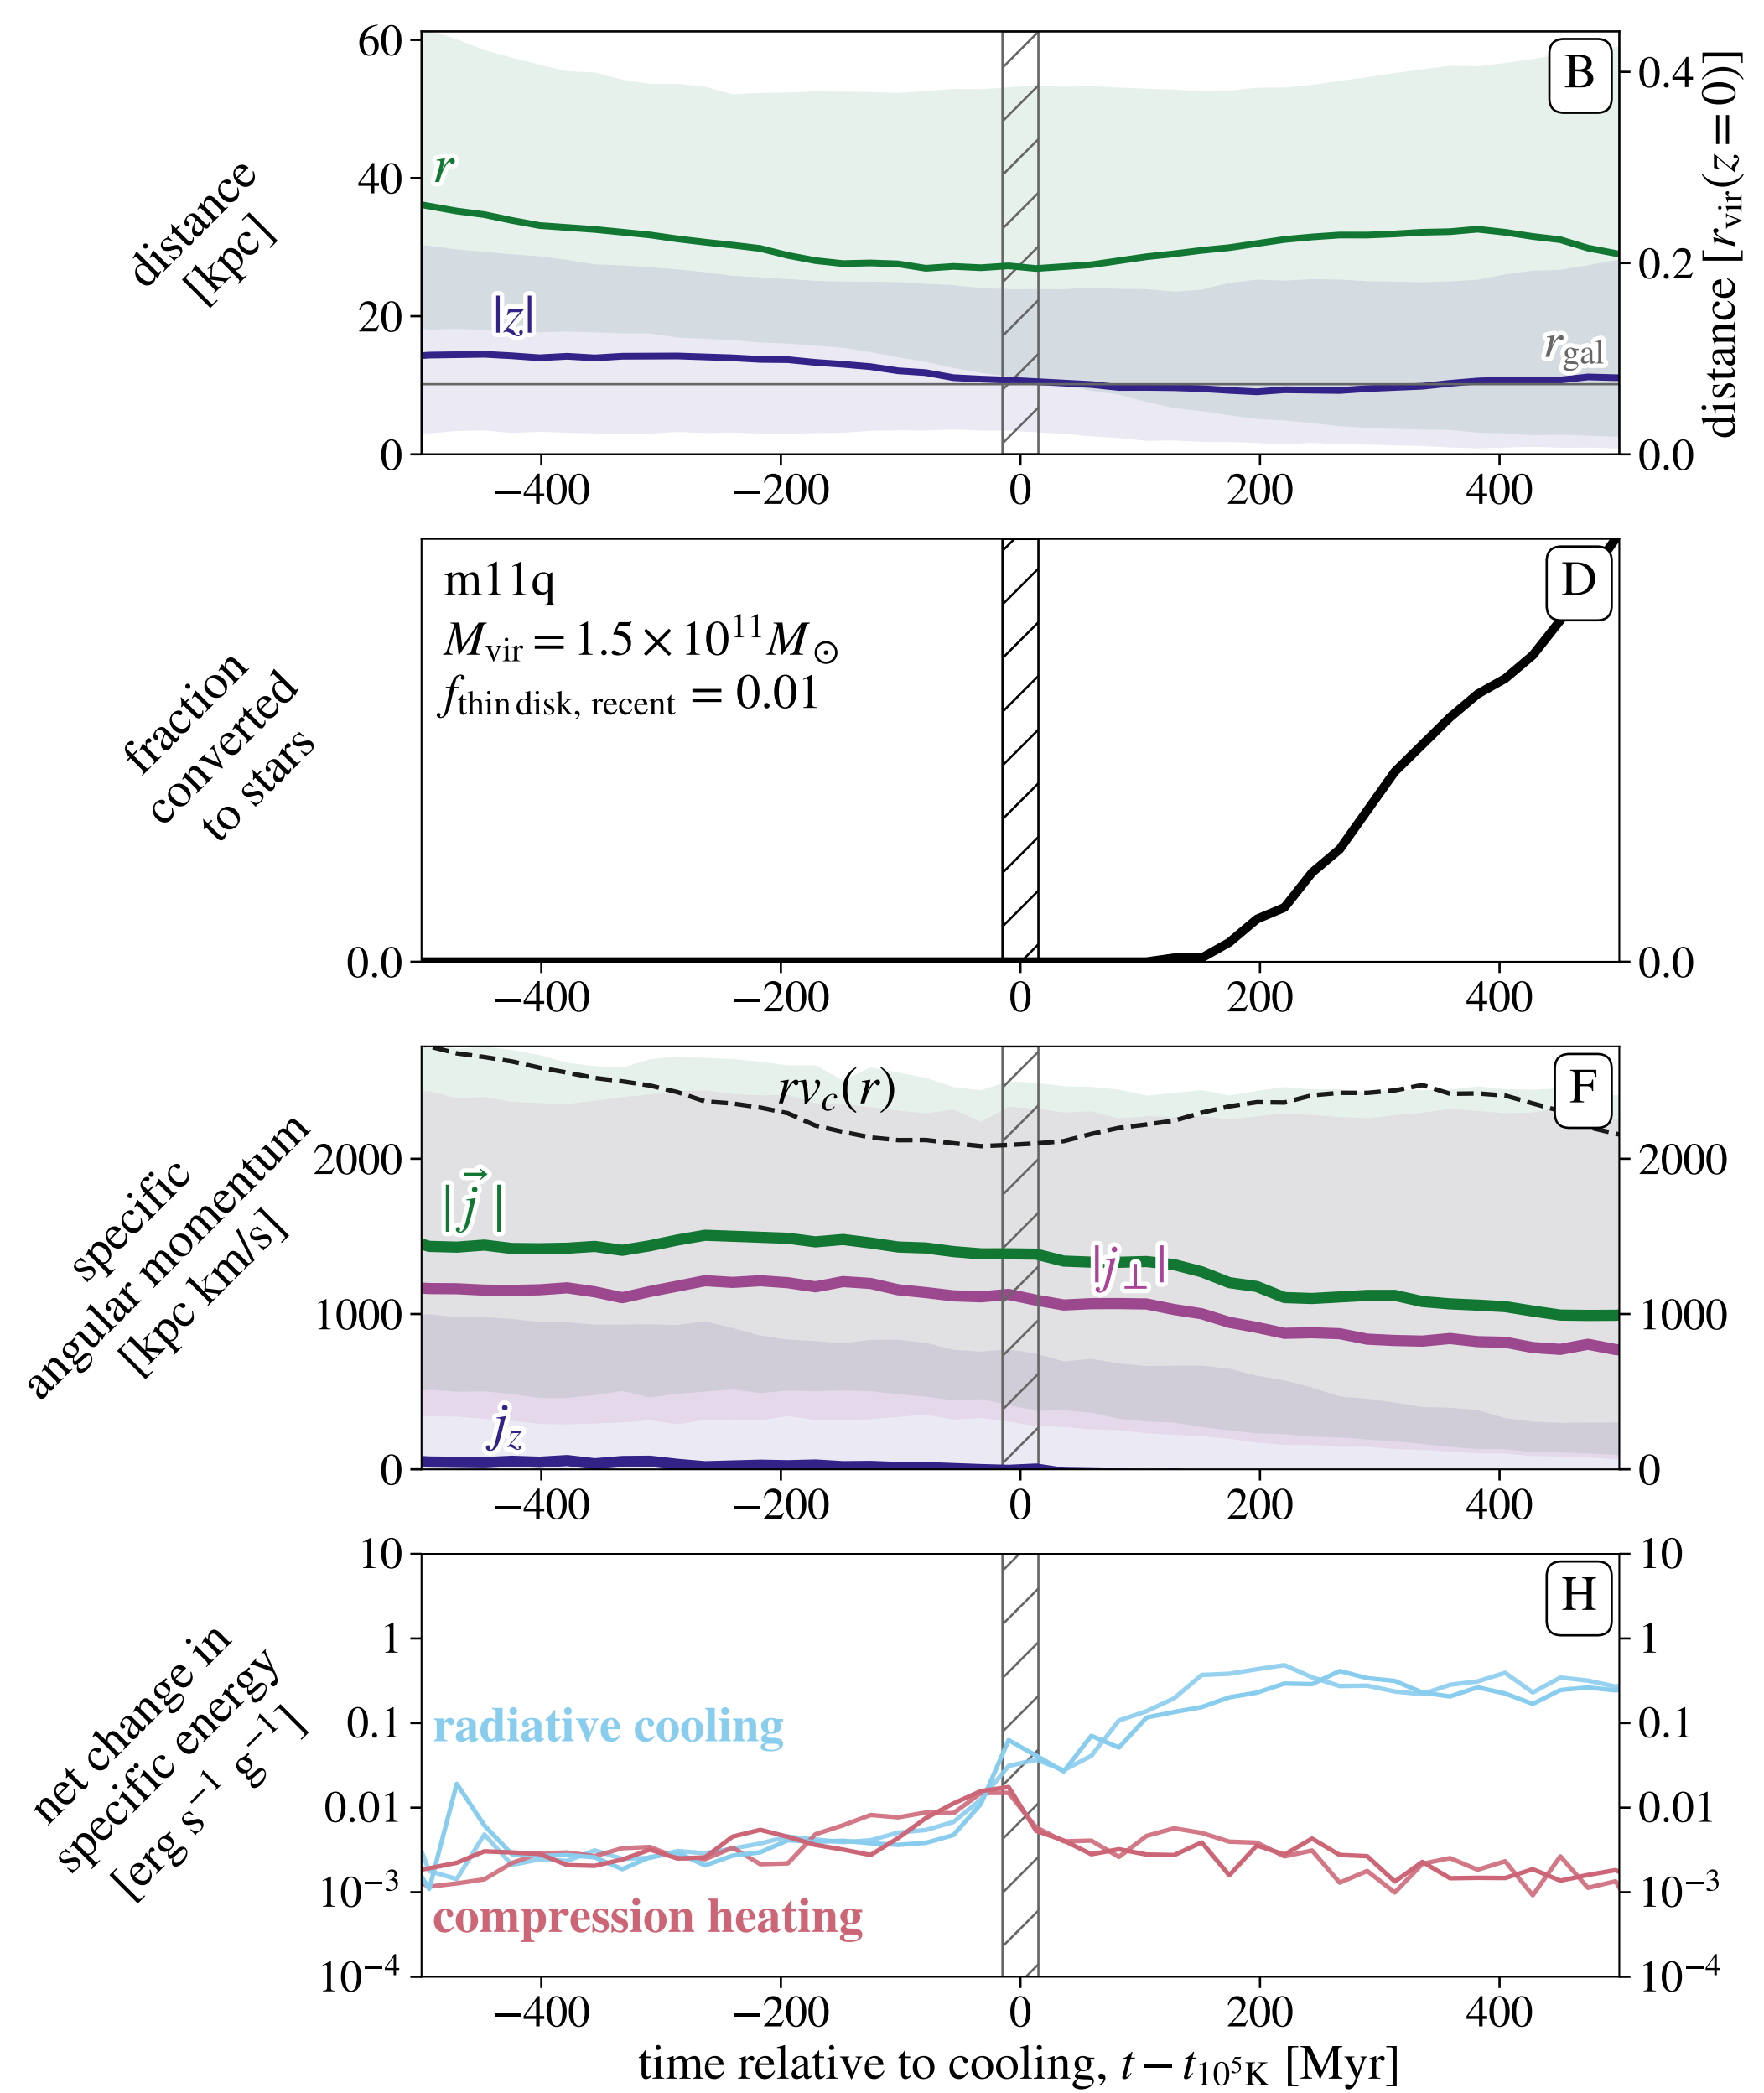 60
40
20
0
distance
[kpc]
r
|z|
r_gal
B
0.4
0.2
0.0
distance [r_vir(z=0)]
−400 −200 0 200 400
fraction
converted
to stars
m11q
M_vir = 1.5 × 10^11 M_⊙
f_thin disk, recent = 0.01
D
0.0 0.0
−400 −200 0 200 400
specific
angular momentum
[kpc km/s]
2000
1000
0
rv_c(r)
|j⃗|
|j_⊥|
j_z
F
2000
1000
0
−400 −200 0 200 400
net change in
specific energy
[erg s^−1 g^−1]
10
1
0.1
0.01
10^−3
10^−4
radiative cooling
compression heating
H
10
1
0.1
0.01
10^−3
10^−4
−400 −200 0 200 400
time relative to cooling, t − t_10^5K [Myr]